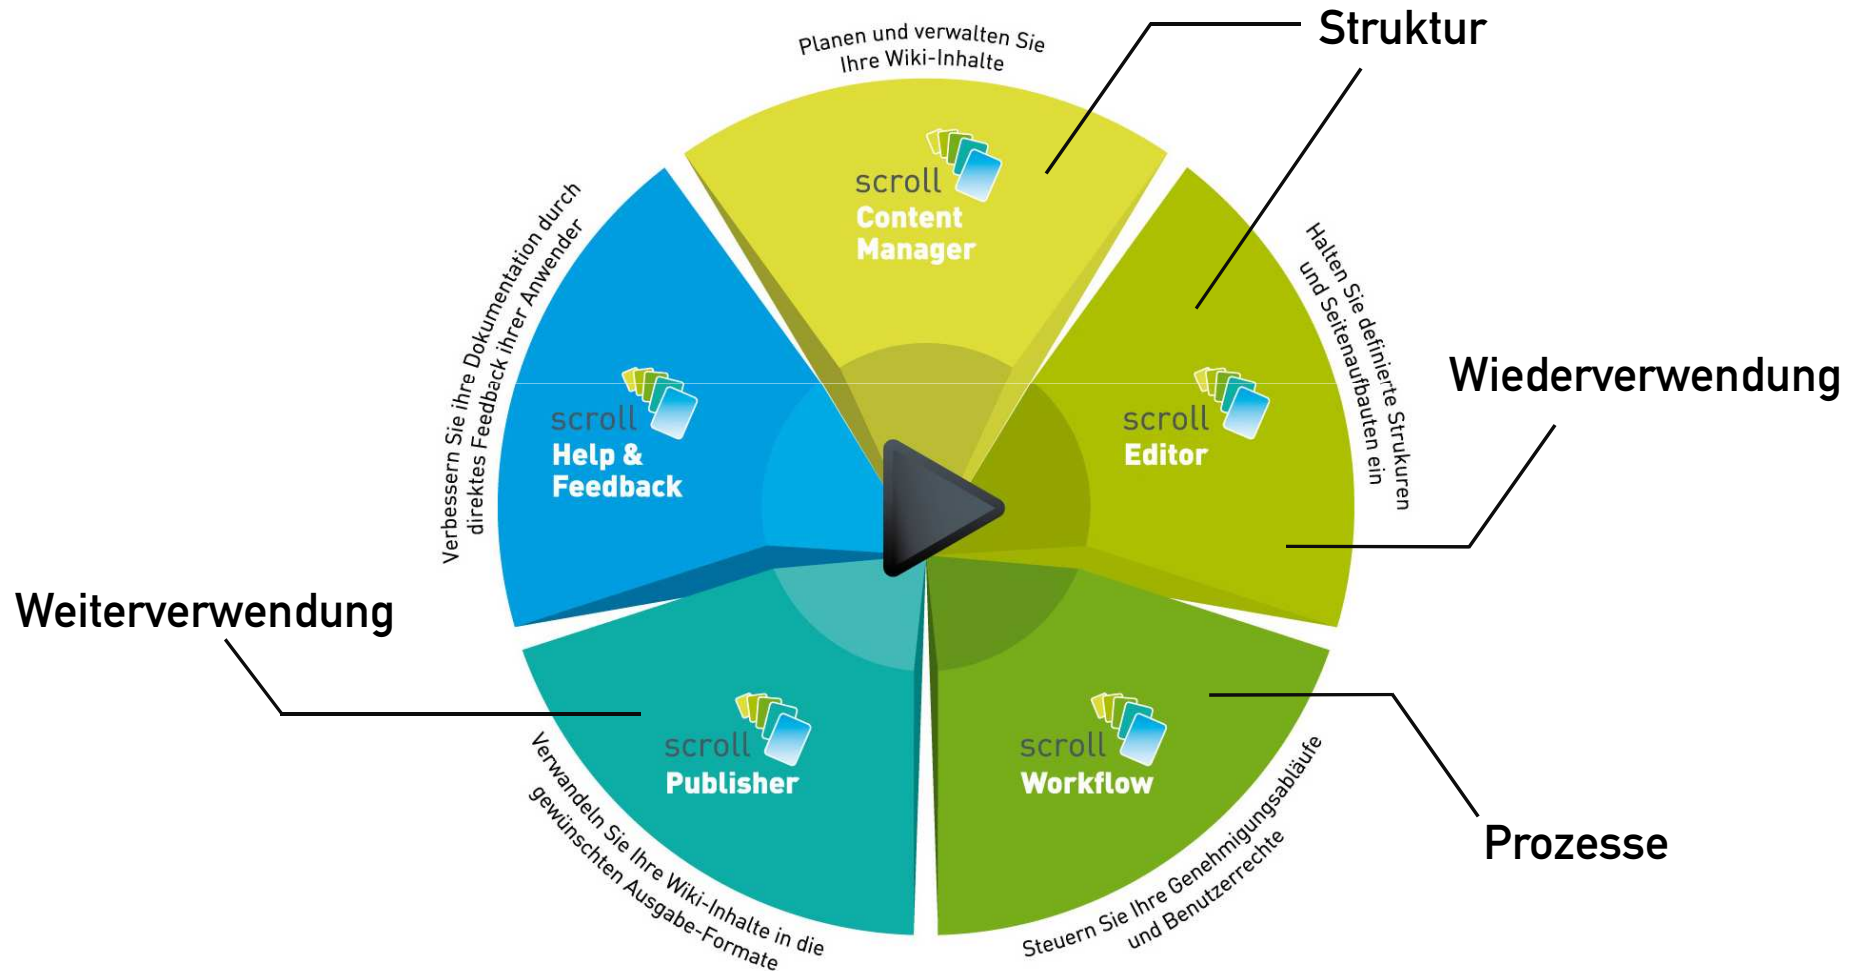 Struktur
Planen und verwalten Sie
Ihre Wiki-Inhalte
scroll
Content
Manager
Halten Sie definierte Strukuren
und Seitenaufbauten ein
Wiederverwendung
scroll
Editor
Verbessern Sie ihre Dokumentation durch
direktes Feedback ihrer Anwender
scroll
Help &
Feedback
Weiterverwendung
scroll
Publisher
Verwandeln Sie Ihre Wiki-Inhalte in die
gewünschten Ausgabe-Formate
scroll
Workflow
Steuern Sie Ihre Genehmigungsabläufe
und Benutzerrechte
Prozesse